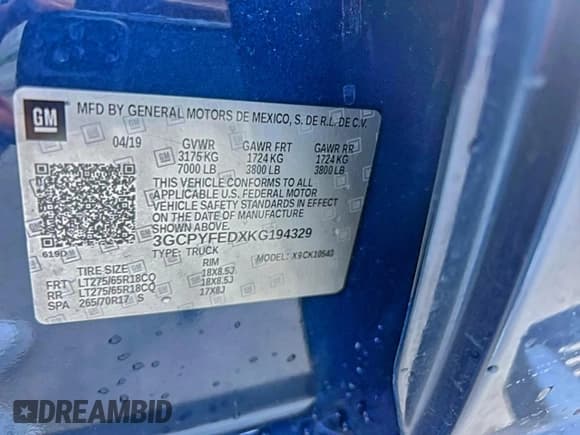 GM
MFD BY GENERAL MOTORS DE MEXICO, S. DE R.L. DE C.V.
04/19 GVWR GAWR FRT GAWR RR
3175 KG 1724 KG 1724 KG
7000 LB 3800 LB 3800 LB
THIS VEHICLE CONFORMS TO ALL
APPLICABLE U.S. FEDERAL MOTOR
VEHICLE SAFETY STANDARDS IN EFFECT
ON THE DATE OF MANUFACTURE SHOWN
ABOVE.
3GCPYFEDXKG194329
619D TYPE: TRUCK MODEL: X9CK10543
TIRE SIZE RIM
FRT LT275/65R18CQ 18X8.5J
RR LT275/65R18CQ 18X8.5J
SPA 265/70R17 S 17X8J
DREAMBID